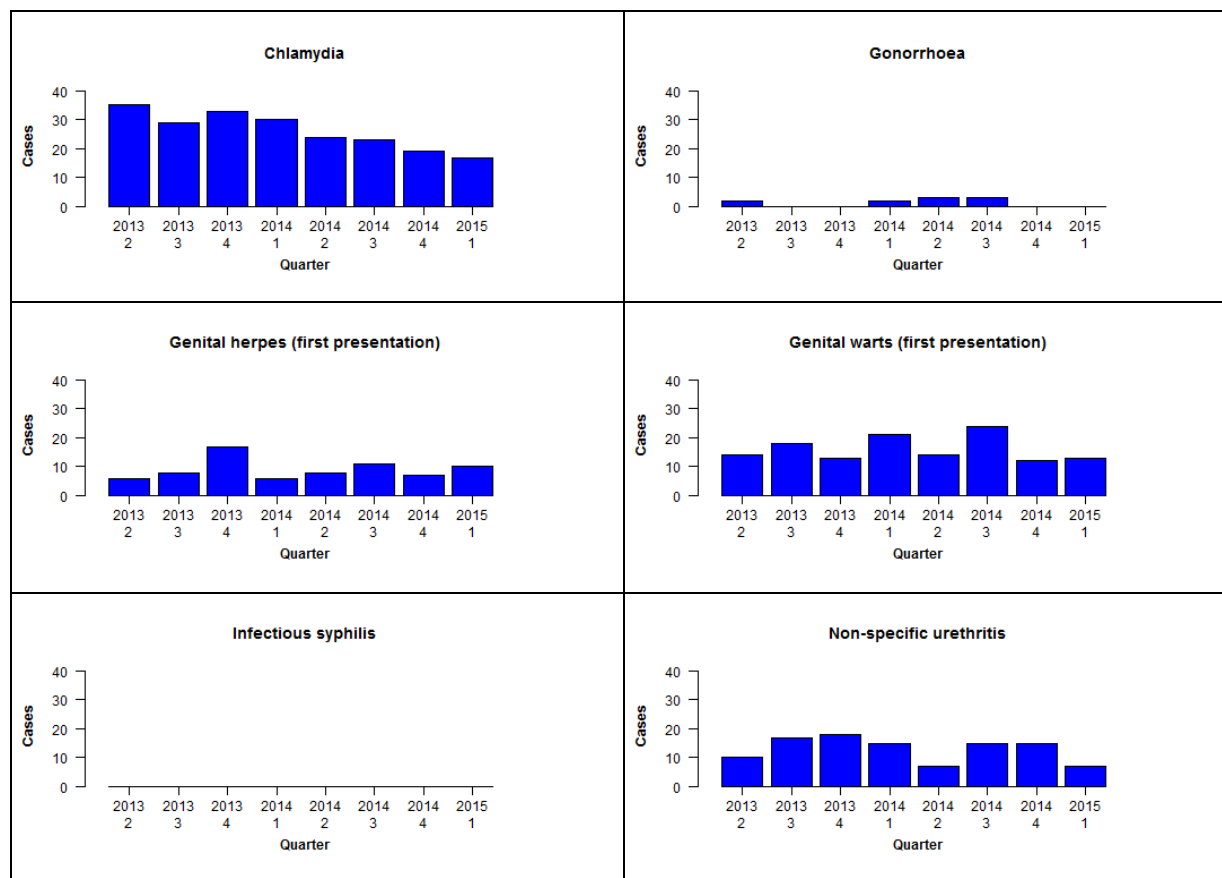 Chlamydia
40
30
20
10
0
Cases
2013 2013 2013 2014 2014 2014 2014 2015
2 3 4 1 2 3 4 1
Quarter
Gonorrhoea
40
30
20
10
0
Cases
2013 2013 2013 2014 2014 2014 2014 2015
2 3 4 1 2 3 4 1
Quarter
Genital herpes (first presentation)
40
30
20
10
0
Cases
2013 2013 2013 2014 2014 2014 2014 2015
2 3 4 1 2 3 4 1
Quarter
Genital warts (first presentation)
40
30
20
10
0
Cases
2013 2013 2013 2014 2014 2014 2014 2015
2 3 4 1 2 3 4 1
Quarter
Infectious syphilis
40
30
20
10
0
Cases
2013 2013 2013 2014 2014 2014 2014 2015
2 3 4 1 2 3 4 1
Quarter
Non-specific urethritis
40
30
20
10
0
Cases
2013 2013 2013 2014 2014 2014 2014 2015
2 3 4 1 2 3 4 1
Quarter